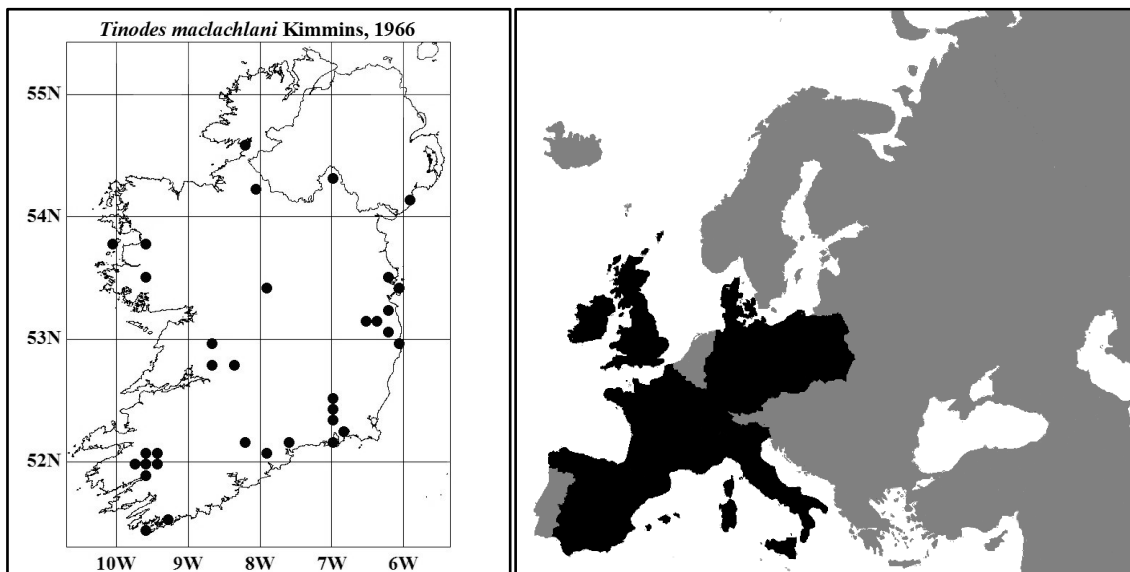 Tinodes maclachlani Kimmins, 1966
55N
54N
53N
52N
10W 9W 8W 7W 6W